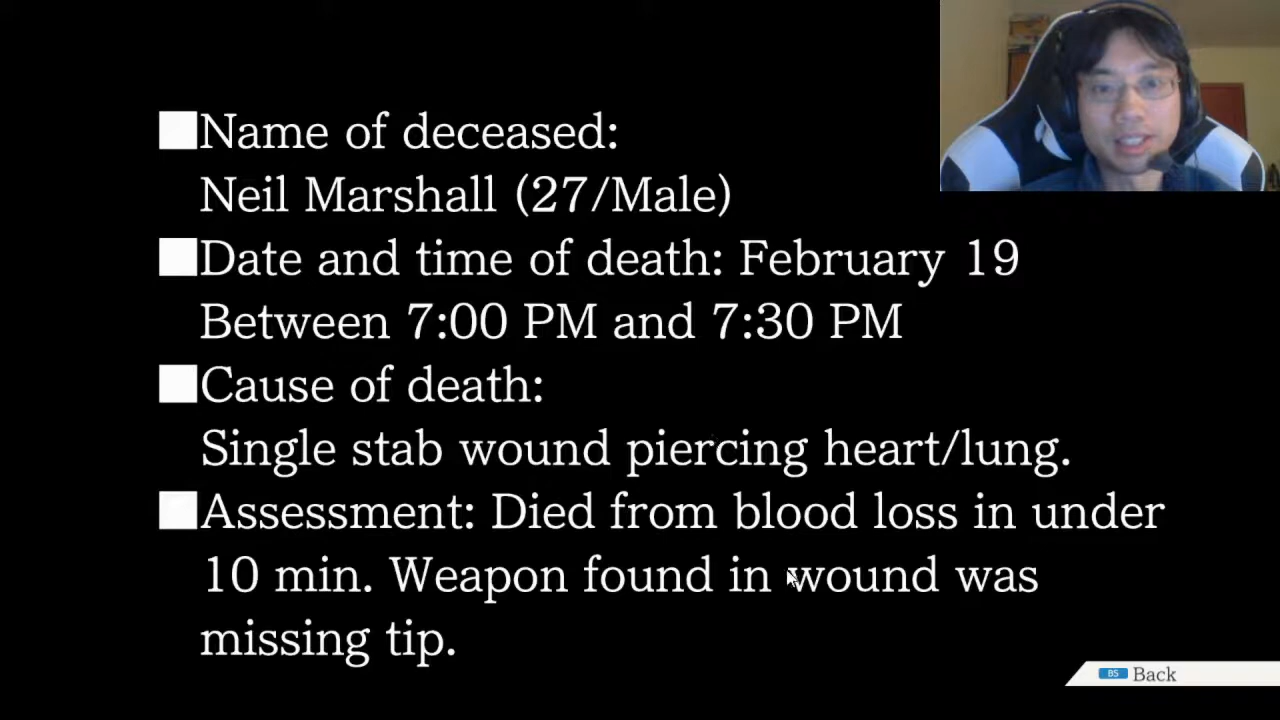 Name of deceased:
Neil Marshall (27/Male)
Date and time of death: February 19
Between 7:00 PM and 7:30 PM
Cause of death:
Single stab wound piercing heart/lung.
Assessment: Died from blood loss in under
10 min. Weapon found in wound was
missing tip.
BS Back